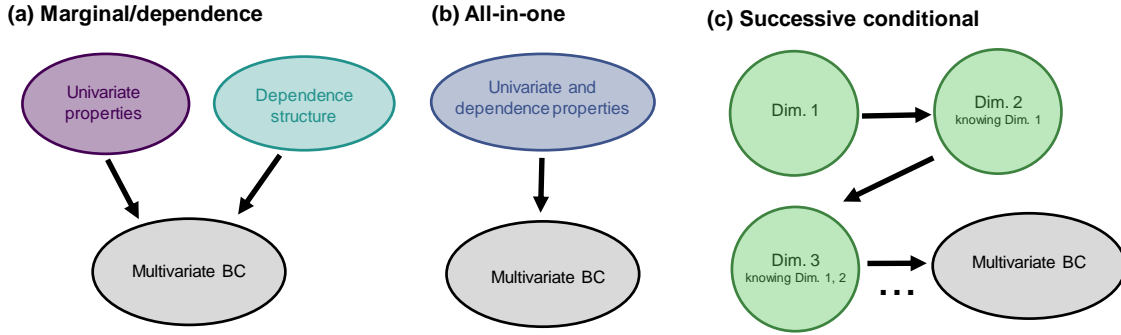 (a) Marginal/dependence
Univariate
properties
Dependence
structure
Multivariate BC
(b) All-in-one
Univariate and
dependence properties
Multivariate BC
(c) Successive conditional
Dim. 1
Dim. 2
knowing Dim. 1
Dim. 3
knowing Dim. 1, 2
...
Multivariate BC